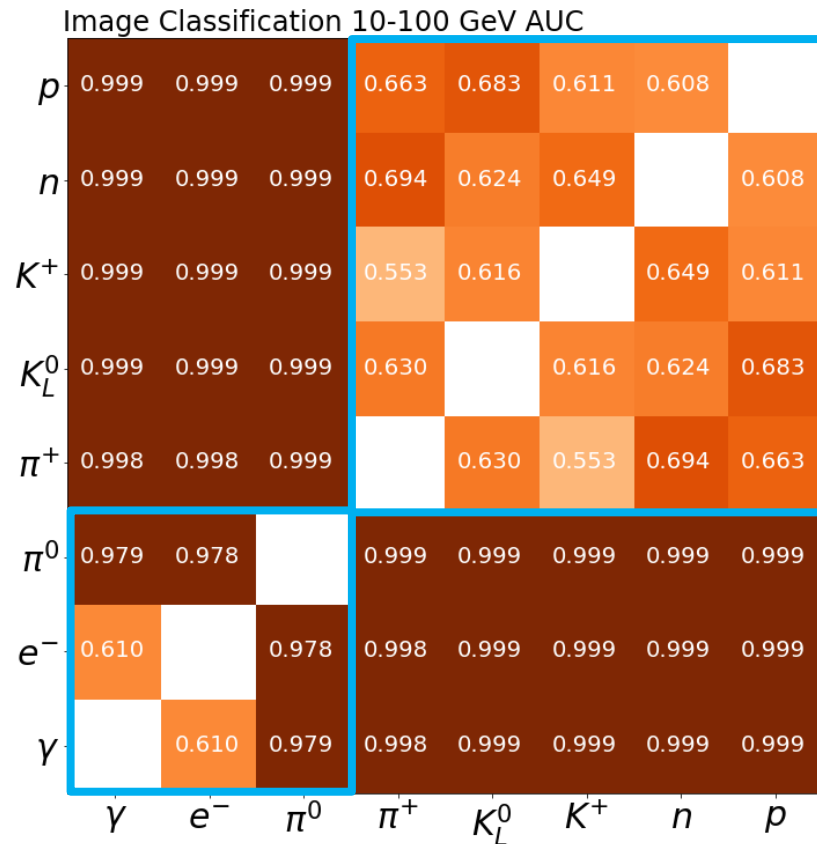 Image Classification 10-100 GeV AUC
p 0.999 0.999 0.999 0.663 0.683 0.611 0.608
n 0.999 0.999 0.999 0.694 0.624 0.649 0.608
K⁺ 0.999 0.999 0.999 0.553 0.616 0.649 0.611
K⁰_L 0.999 0.999 0.999 0.630 0.616 0.624 0.683
π⁺ 0.998 0.998 0.999 0.630 0.553 0.694 0.663
π⁰ 0.979 0.978 0.999 0.999 0.999 0.999 0.999
e⁻ 0.610 0.978 0.998 0.999 0.999 0.999 0.999
γ 0.610 0.979 0.998 0.999 0.999 0.999 0.999
γ e⁻ π⁰ π⁺ K⁰_L K⁺ n p